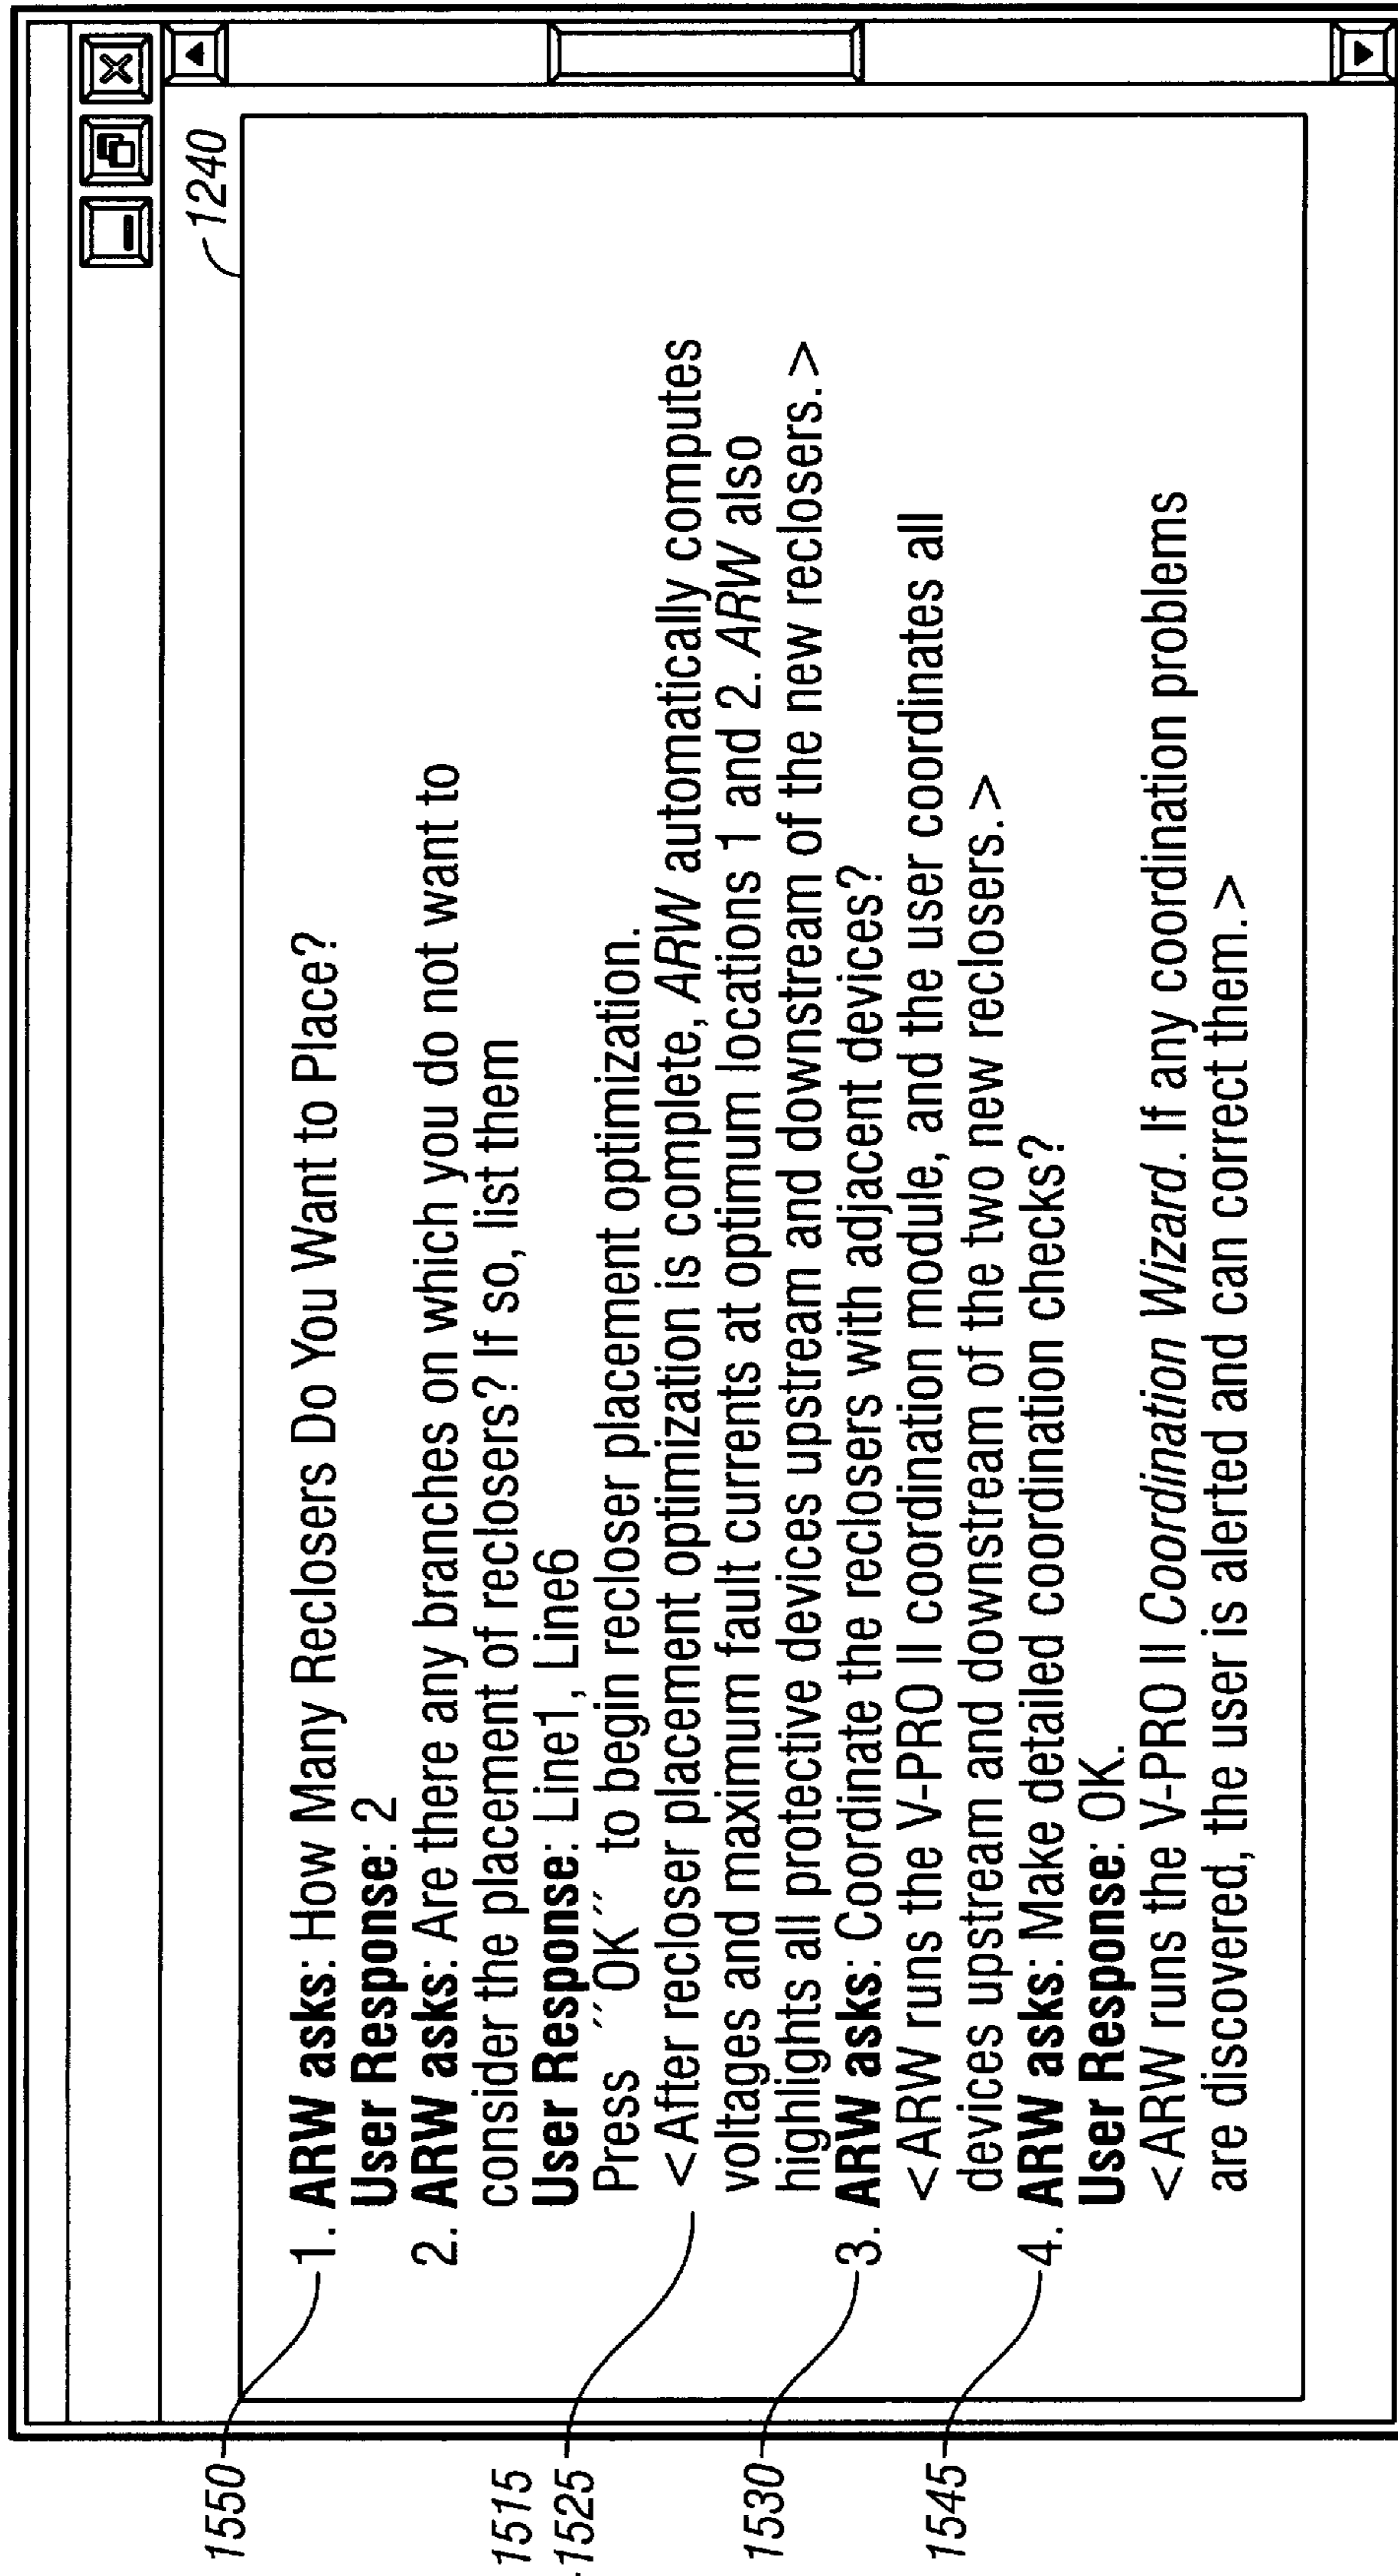 1240
1550
1. ARW asks: How Many Reclosers Do You Want to Place?
User Response: 2
2. ARW asks: Are there any branches on which you do not want to
consider the placement of reclosers? If so, list them
User Response: Line1, Line6
Press ˝OK˝ to begin recloser placement optimization.
1515
-1525
<After recloser placement optimization is complete, ARW automatically computes
voltages and maximum fault currents at optimum locations 1 and 2. ARW also
highlights all protective devices upstream and downstream of the new reclosers.>
1530
3. ARW asks: Coordinate the reclosers with adjacent devices?
<ARW runs the V-PRO II coordination module, and the user coordinates all
devices upstream and downstream of the two new reclosers.>
1545
4. ARW asks: Make detailed coordination checks?
User Response: OK.
<ARW runs the V-PRO II Coordination Wizard. If any coordination problems
are discovered, the user is alerted and can correct them.>